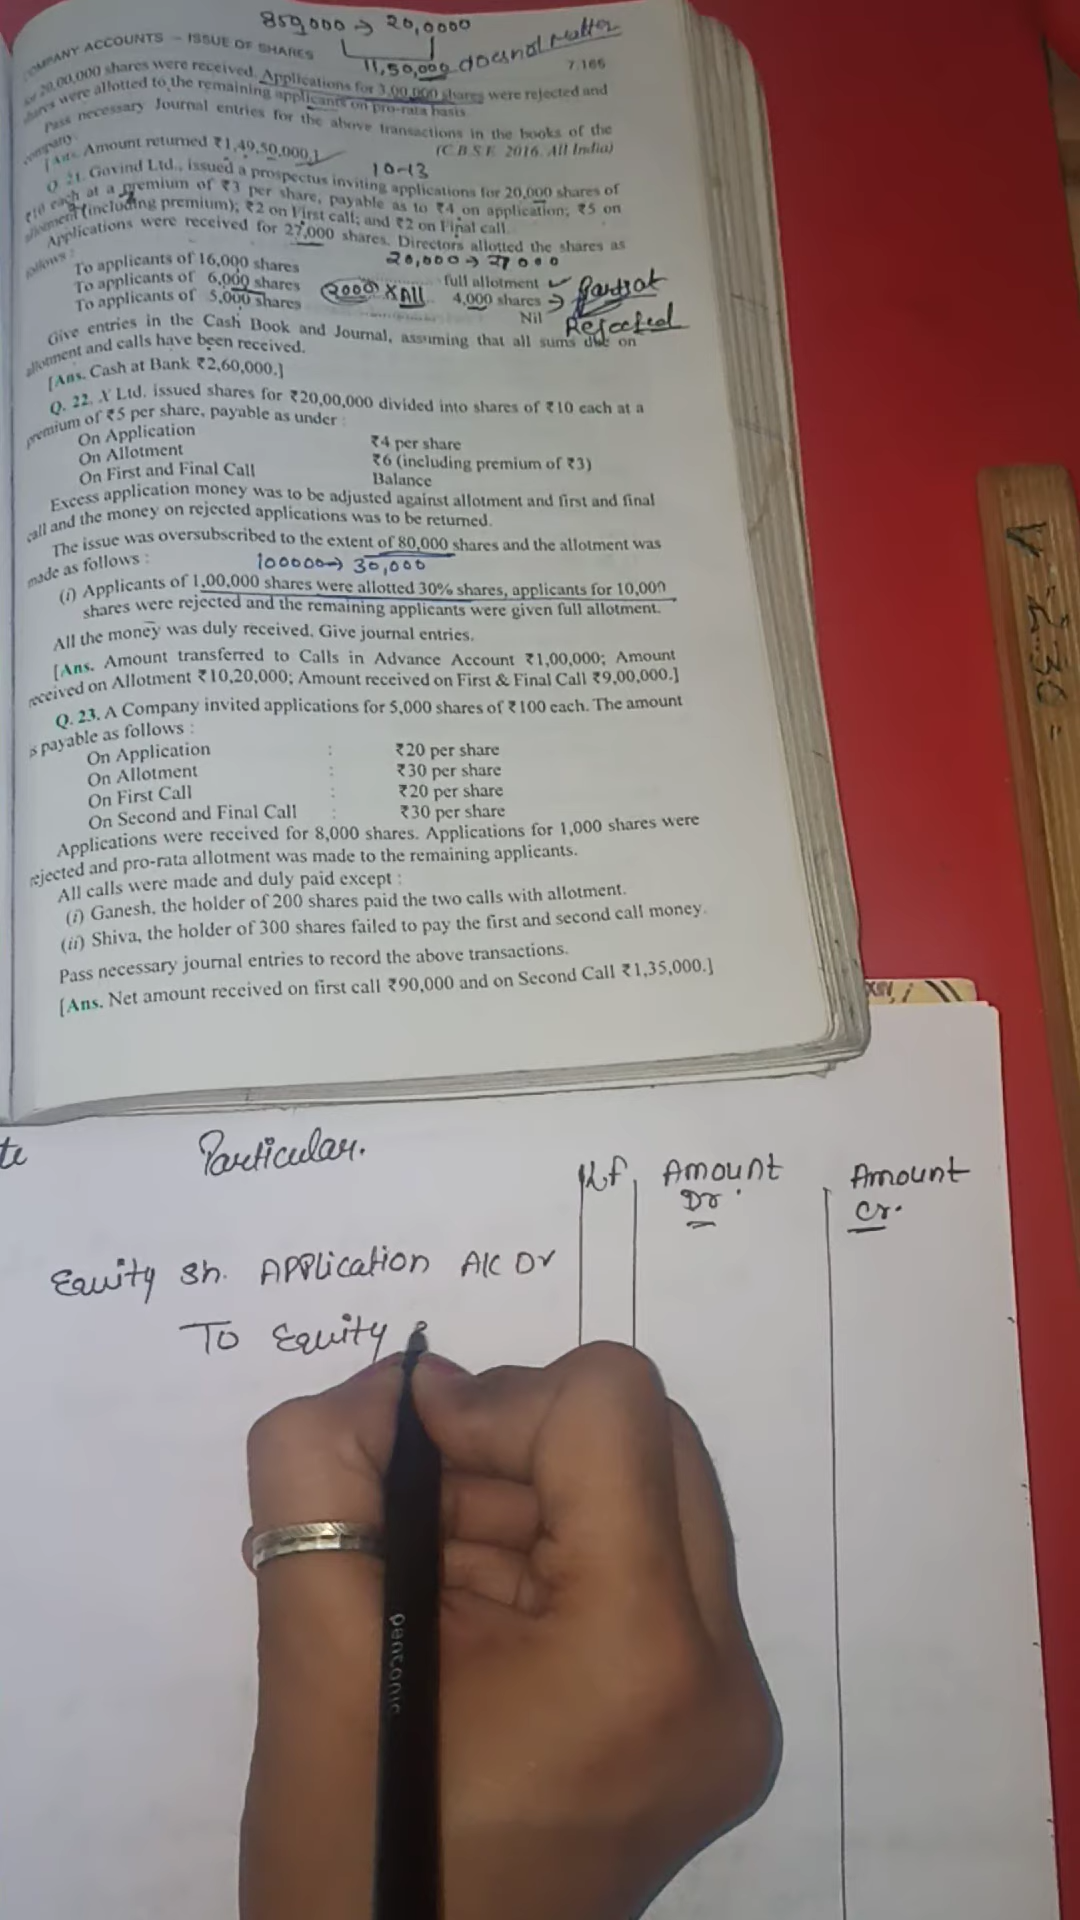 850,000 → 20,0000
11,50,000 does not Matter
COMPANY ACCOUNTS – ISSUE OF SHARES
7.166
for 20,00,000 shares were received. Applications for 3,00,000 shares were rejected and
shares were allotted to the remaining applicants on pro-rata basis.
Pass necessary Journal entries for the above transactions in the books of the
company.
(C.B.S.E. 2016, All India)
[Ans. Amount returned ₹1,49,50,000.]
10-13
Q. 21. Govind Ltd., issued a prospectus inviting applications for 20,000 shares of
₹10 each at a premium of ₹3 per share, payable as to ₹4 on application; ₹5 on
allotment (including premium); ₹2 on First call; and ₹2 on Final call.
Applications were received for 27,000 shares. Directors allotted the shares as
follows :
20,000 → 27000
To applicants of 16,000 shares full allotment
To applicants of 6,000 shares 4,000 shares →
To applicants of 5,000 shares Nil
2000 X All
Rejected
Give entries in the Cash Book and Journal, assuming that all sums due on
allotment and calls have been received.
[Ans. Cash at Bank ₹2,60,000.]
Q. 22. X Ltd. issued shares for ₹20,00,000 divided into shares of ₹10 each at a
premium of ₹5 per share, payable as under :
On Application ₹4 per share
On Allotment ₹6 (including premium of ₹3)
On First and Final Call Balance
Excess application money was to be adjusted against allotment and first and final
call and the money on rejected applications was to be returned.
The issue was oversubscribed to the extent of 80,000 shares and the allotment was
made as follows :
100000 → 30,000
(i) Applicants of 1,00,000 shares were allotted 30% shares, applicants for 10,000
shares were rejected and the remaining applicants were given full allotment.
All the money was duly received. Give journal entries.
[Ans. Amount transferred to Calls in Advance Account ₹1,00,000; Amount
received on Allotment ₹10,20,000; Amount received on First & Final Call ₹9,00,000.]
Q. 23. A Company invited applications for 5,000 shares of ₹100 each. The amount
is payable as follows :
On Application : ₹20 per share
On Allotment : ₹30 per share
On First Call : ₹20 per share
On Second and Final Call : ₹30 per share
Applications were received for 8,000 shares. Applications for 1,000 shares were
rejected and pro-rata allotment was made to the remaining applicants.
All calls were made and duly paid except :
(i) Ganesh, the holder of 200 shares paid the two calls with allotment.
(ii) Shiva, the holder of 300 shares failed to pay the first and second call money.
Pass necessary journal entries to record the above transactions.
[Ans. Net amount received on first call ₹90,000 and on Second Call ₹1,35,000.]
te Particular. L.f Amount Dr. Amount Cr.
Equity Sh. Application A/c Dr
To Equity
pentonic